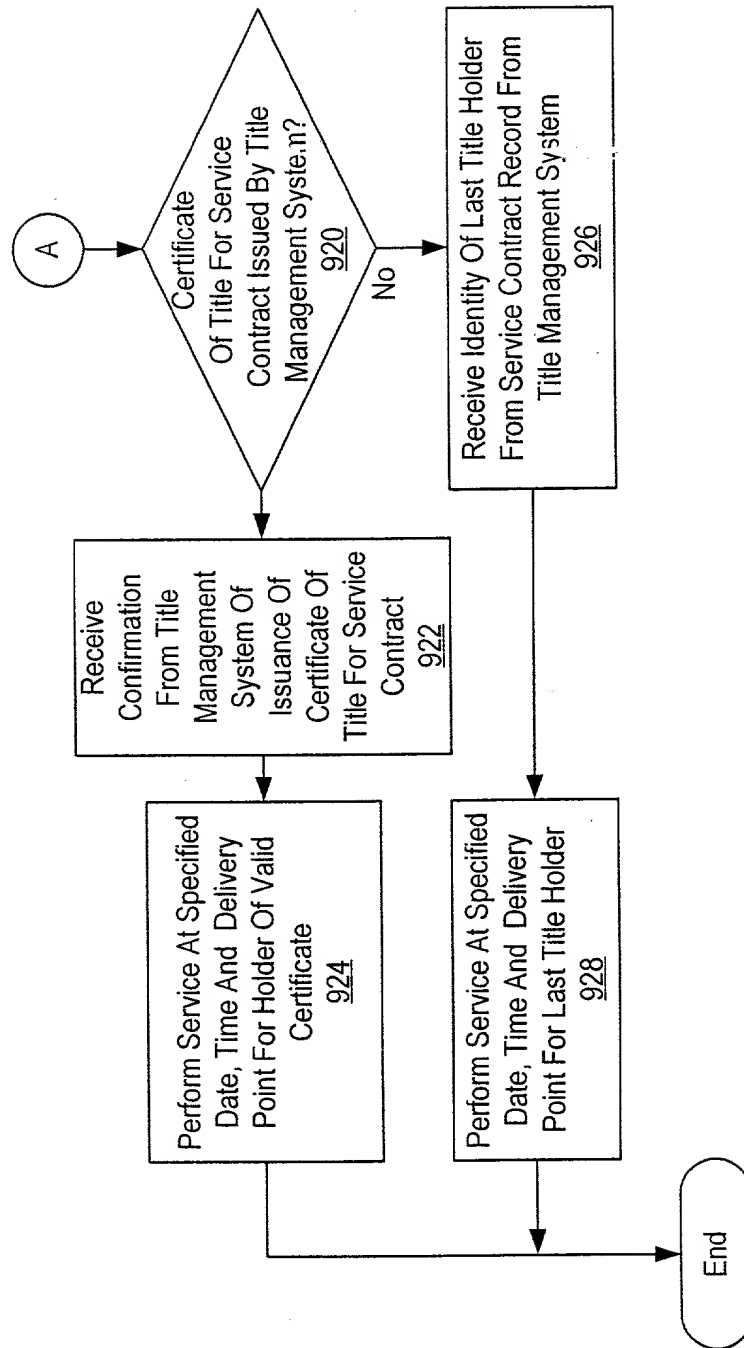 A
Certificate
Of Title For Service
Contract Issued By Title
Management Syste.n?
920
No
Receive
Confirmation
From Title
Management
System Of
Issuance Of
Certificate Of
Title For Service
Contract
922
Perform Service At Specified
Date, Time And Delivery
Point For Holder Of Valid
Certificate
924
Receive Identity Of Last Title Holder
From Service Contract Record From
Title Management System
926
Perform Service At Specified
Date, Time And Delivery
Point For Last Title Holder
928
End